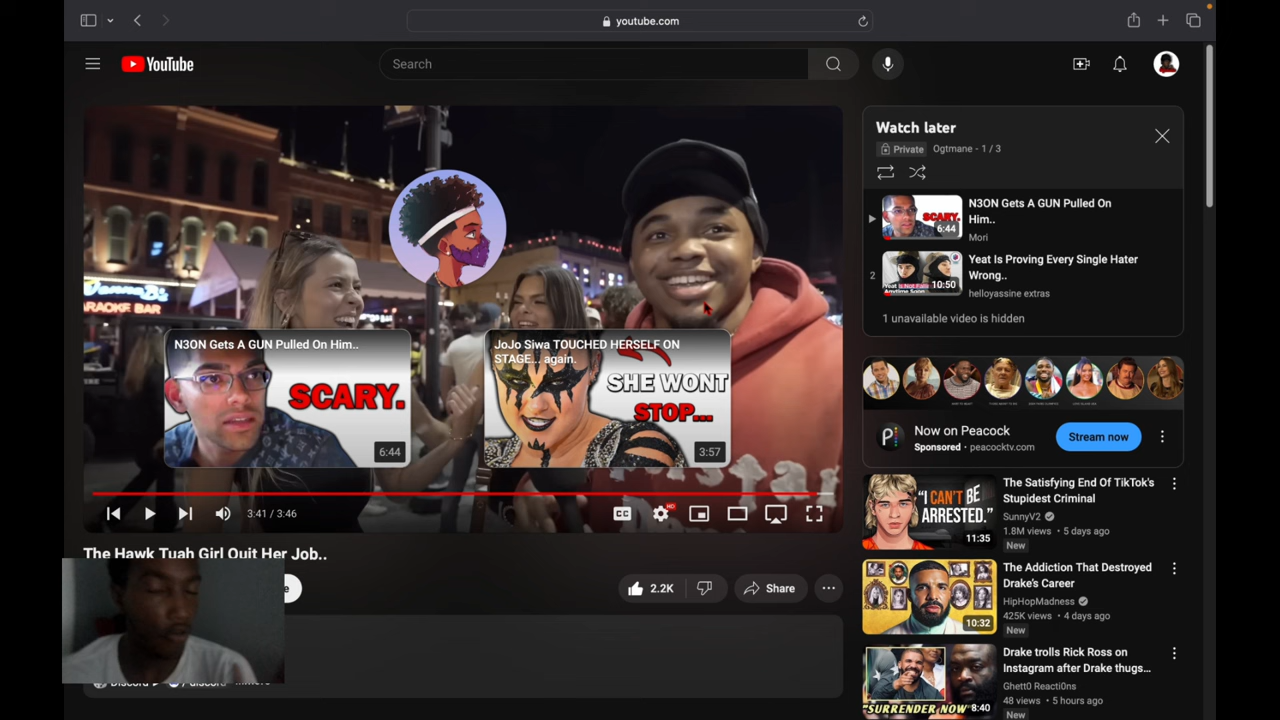 youtube.com
YouTube
Search
KARAOKE BAR
N3ON Gets A GUN Pulled On Him..
SCARY.
6:44
JoJo Siwa TOUCHED HERSELF ON
STAGE... again.
SHE WONT
STOP...
3:57
3:41 / 3:46
CC
HD
The Hawk Tuah Girl Quit Her Job..
2.2K
Share
Watch later
Private
Ogtmane - 1 / 3
SCARY.
6:44
N3ON Gets A GUN Pulled On
Him..
Mori
2
10:50
Yeat Is Proving Every Single Hater
Wrong..
helloyassine extras
1 unavailable video is hidden
Now on Peacock
Sponsored • peacocktv.com
Stream now
"I CAN'T BE
ARRESTED."
11:35
The Satisfying End Of TikTok's
Stupidest Criminal
SunnyV2
1.8M views • 5 days ago
New
10:32
The Addiction That Destroyed
Drake's Career
HipHopMadness
425K views • 4 days ago
New
"SURRENDER NOW"
8:40
Drake trolls Rick Ross on
Instagram after Drake thugs...
Ghett0 Reacti0ns
48 views • 5 hours ago
New